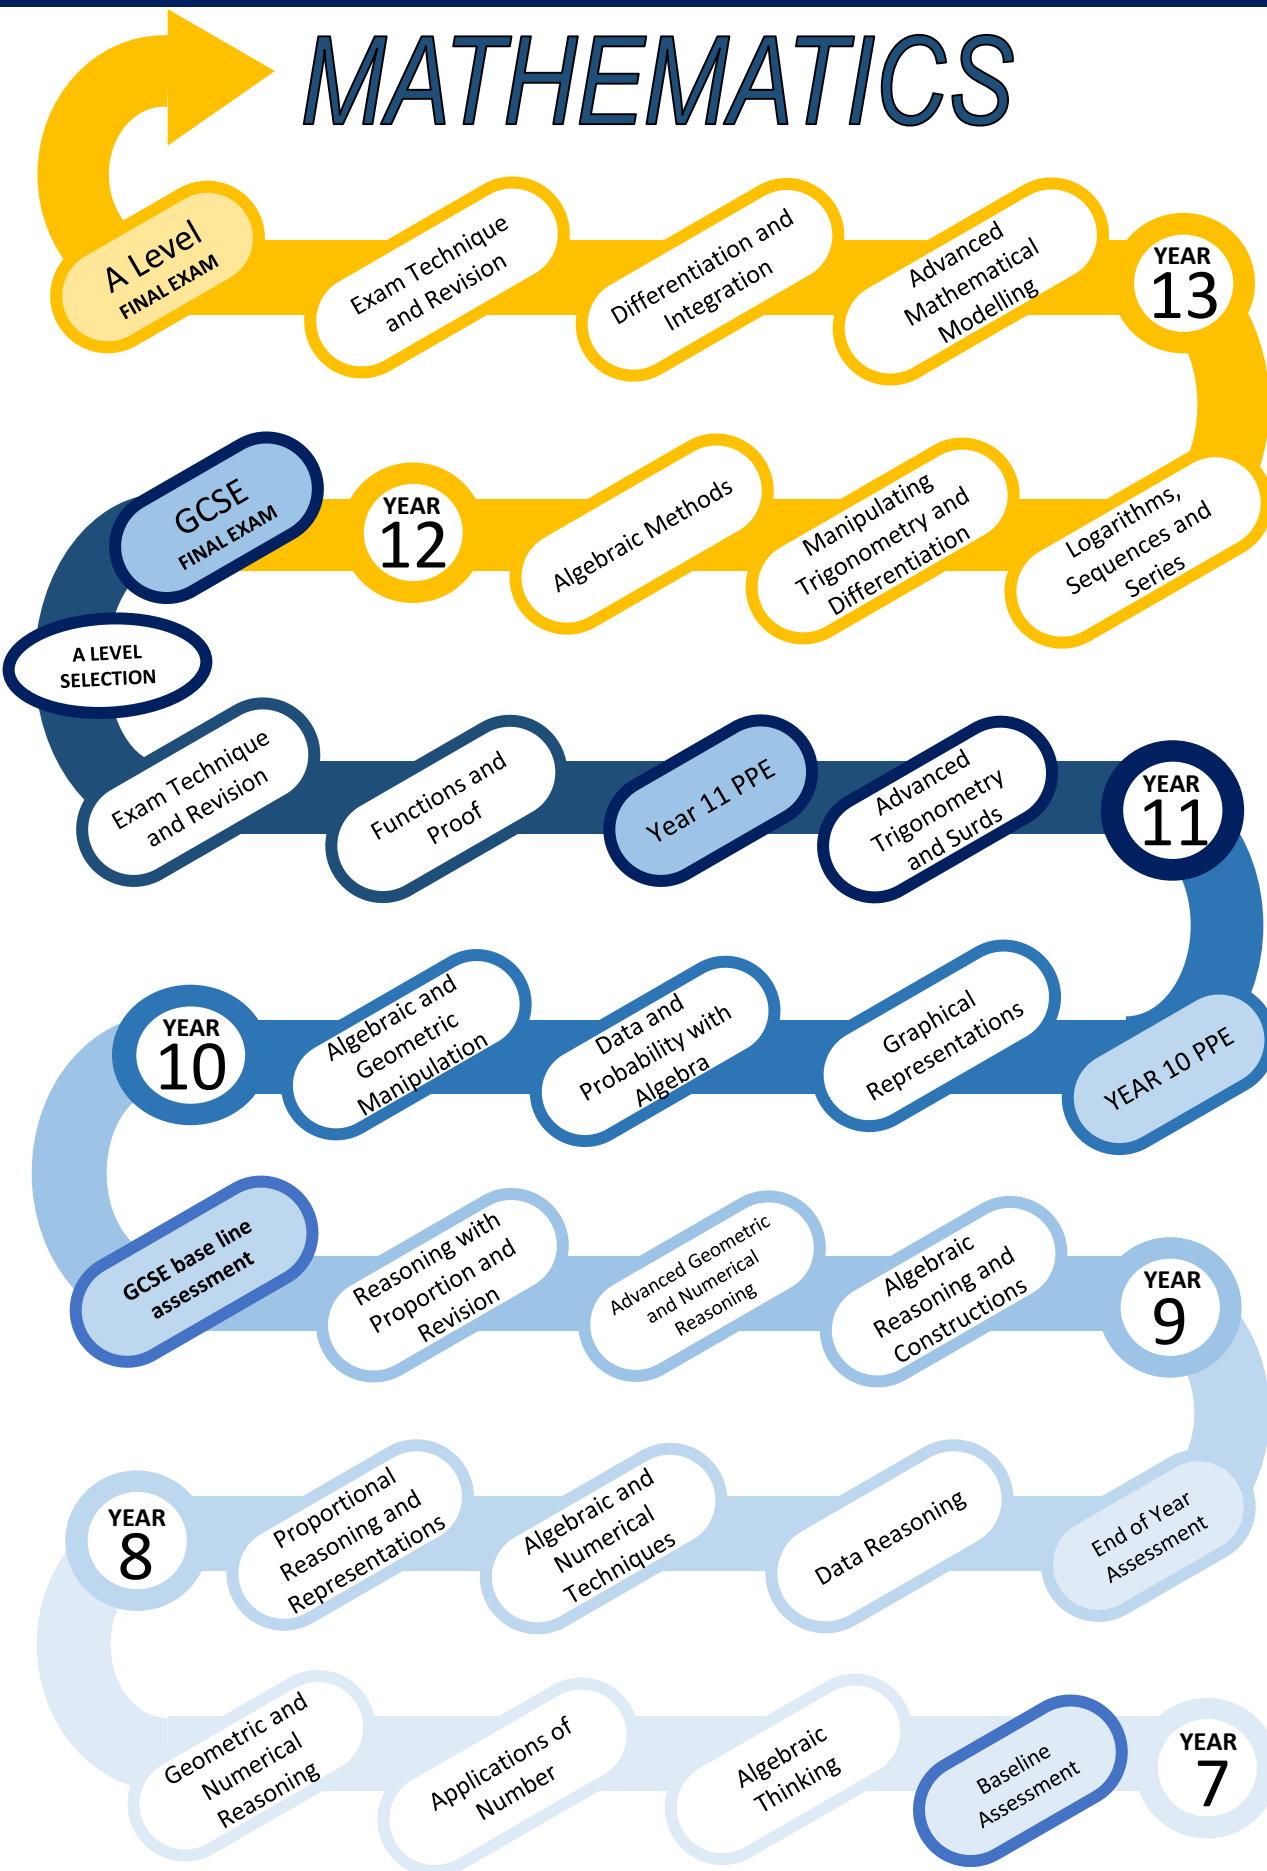 MATHEMATICS
A Level
FINAL EXAM
Exam Technique
and Revision
Differentiation and
Integration
Advanced
Mathematical
Modelling
YEAR
13
GCSE
FINAL EXAM
YEAR
12
Algebraic Methods
Manipulating
Trigonometry and
Differentiation
Logarithms,
Sequences and
Series
A LEVEL
SELECTION
Exam Technique
and Revision
Functions and
Proof
Year 11 PPE
Advanced
Trigonometry
and Surds
YEAR
11
YEAR
10
Algebraic and
Geometric
Manipulation
Data and
Probability with
Algebra
Graphical
Representations
YEAR 10 PPE
GCSE base line
assessment
Reasoning with
Proportion and
Revision
Advanced Geometric
and Numerical
Reasoning
Algebraic
Reasoning and
Constructions
YEAR
9
YEAR
8
Proportional
Reasoning and
Representations
Algebraic and
Numerical
Techniques
Data Reasoning
End of Year
Assessment
Geometric and
Numerical
Reasoning
Applications of
Number
Algebraic
Thinking
Baseline
Assessment
YEAR
7